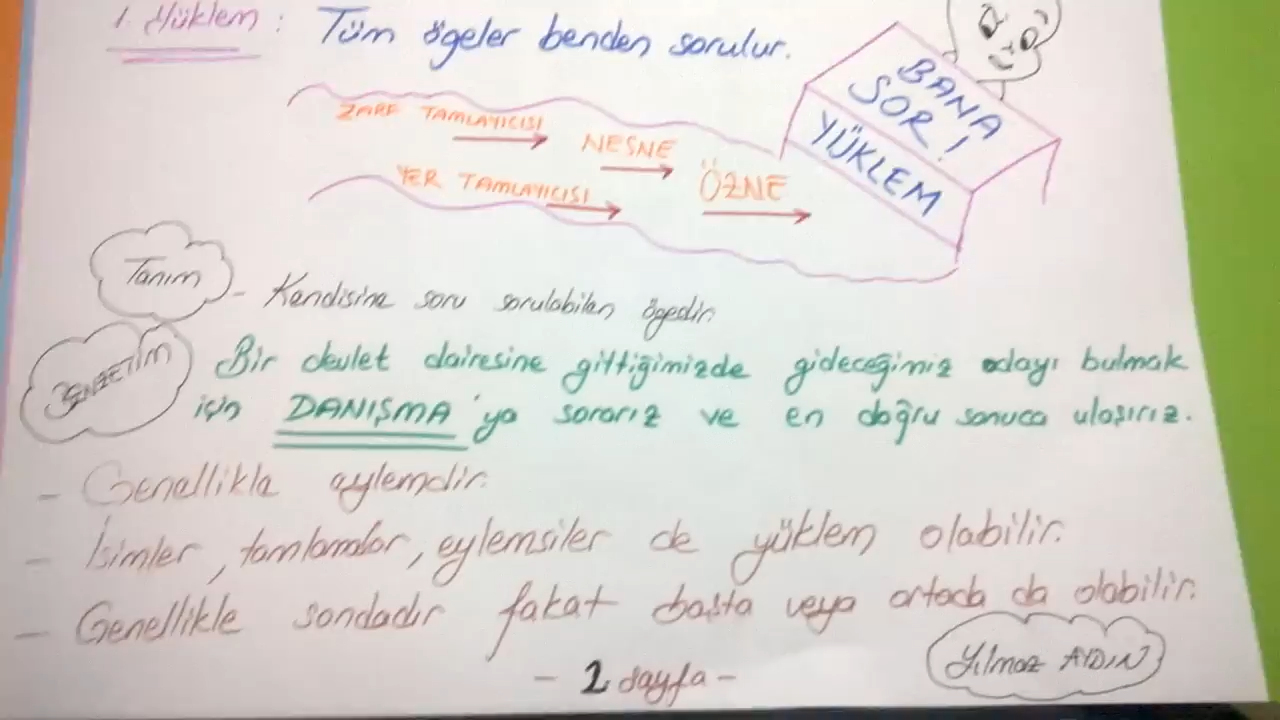 1. Yüklem : Tüm ögeler benden sorulur.
BANA
SOR!
YÜKLEM
ZARF TAMLAYICISI
NESNE
YER TAMLAYICISI
ÖZNE
Tanım
- Kendisine soru sorulabilen ögedir.
BENZETİM
Bir devlet dairesine gittiğimizde gideceğimiz odayı bulmak
için DANIŞMA'ya sorarız ve en doğru sonuca ulaşırız.
- Genellikle eylemdir.
- İsimler, tamlamalar, eylemsiler de yüklem olabilir.
- Genellikle sondadır fakat başta veya ortada da olabilir.
Yılmaz AYDIN
- 2 sayfa -